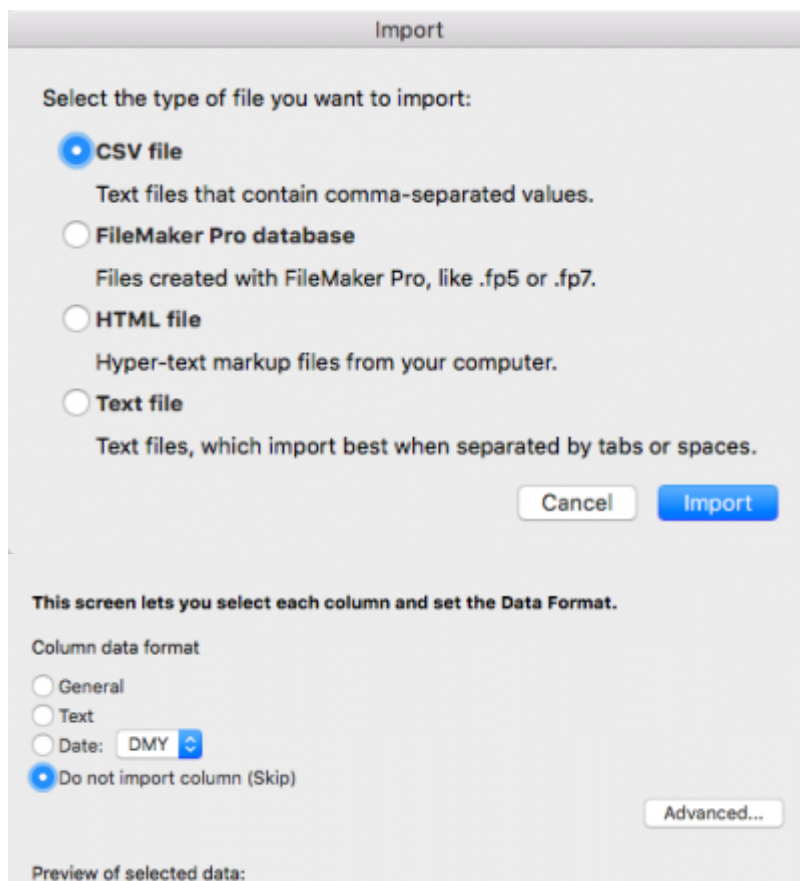 Import
Select the type of file you want to import:
CSV file
Text files that contain comma-separated values.
FileMaker Pro database
Files created with FileMaker Pro, like .fp5 or .fp7.
HTML file
Hyper-text markup files from your computer.
Text file
Text files, which import best when separated by tabs or spaces.
Cancel Import
This screen lets you select each column and set the Data Format.
Column data format
General
Text
Date: DMY
Do not import column (Skip)
Advanced...
Preview of selected data: